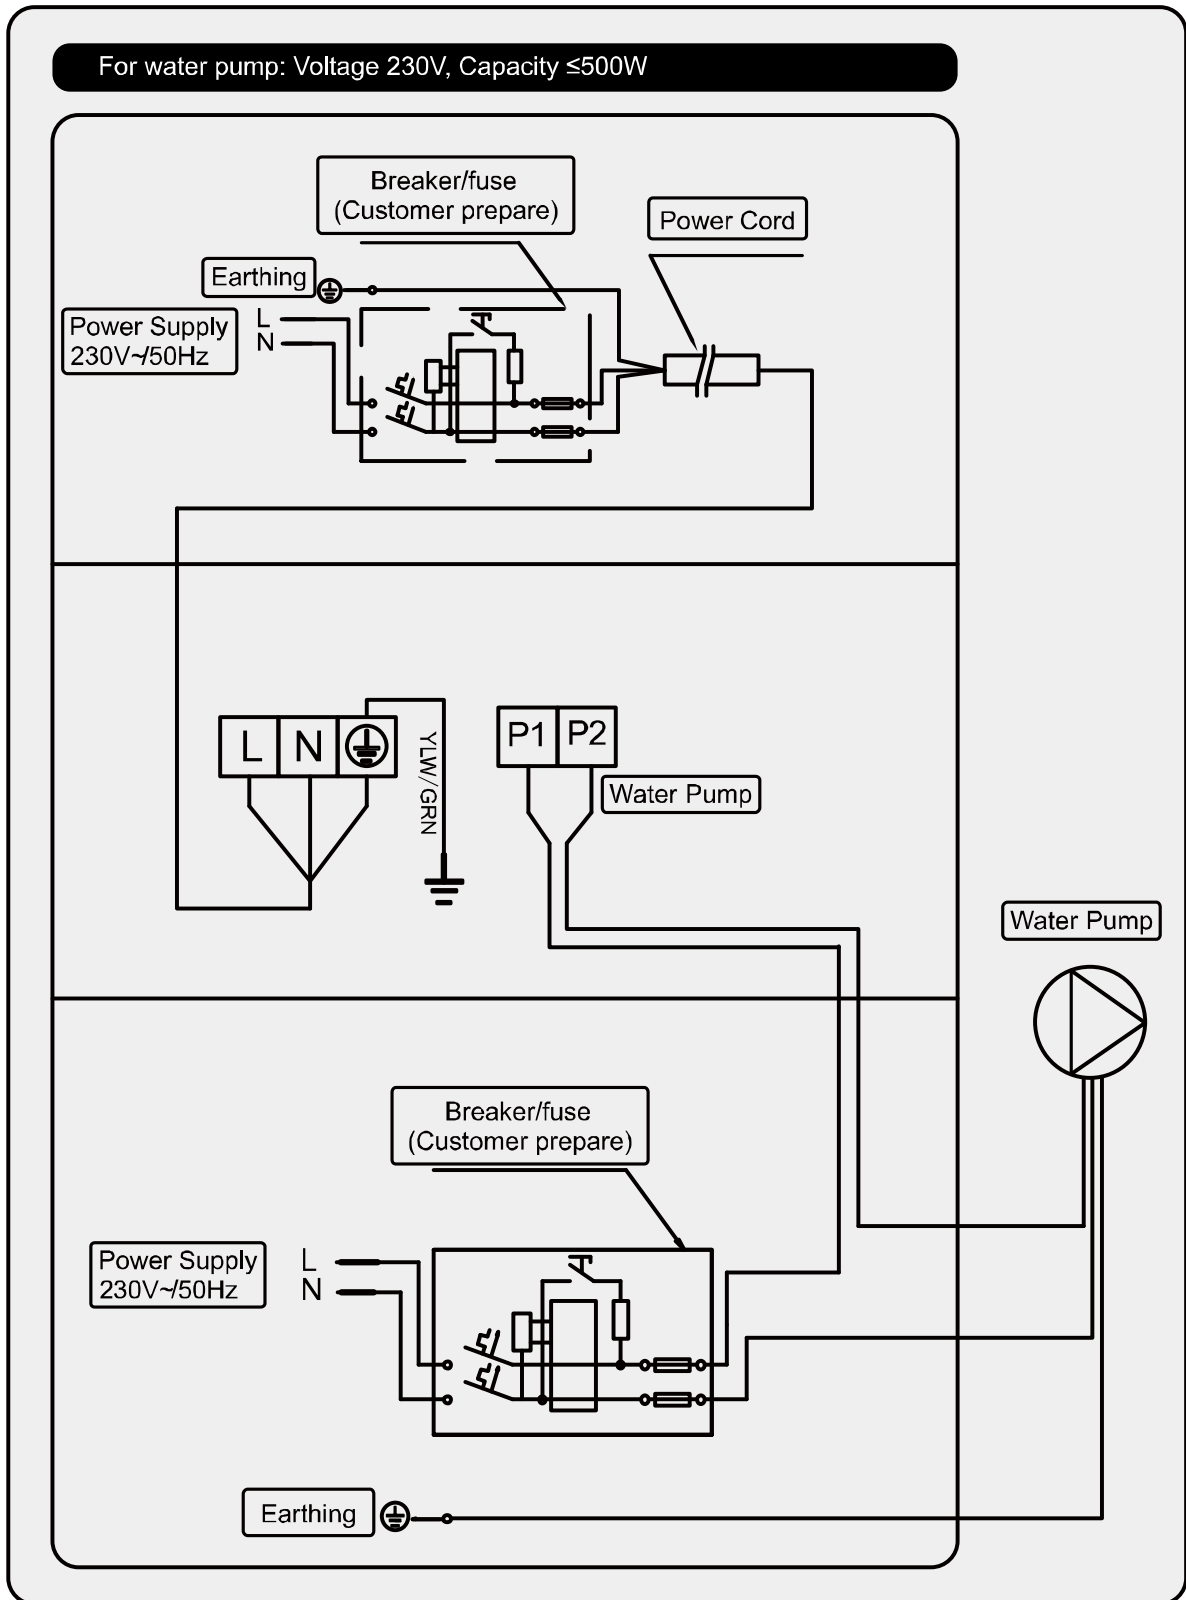 For water pump: Voltage 230V, Capacity ≤500W
Breaker/fuse
(Customer prepare)
Power Cord
Earthing
Power Supply
230V~/50Hz
L
N
L
N
YLW/GRN
P1
P2
Water Pump
Water Pump
Breaker/fuse
(Customer prepare)
Power Supply
230V~/50Hz
L
N
Earthing